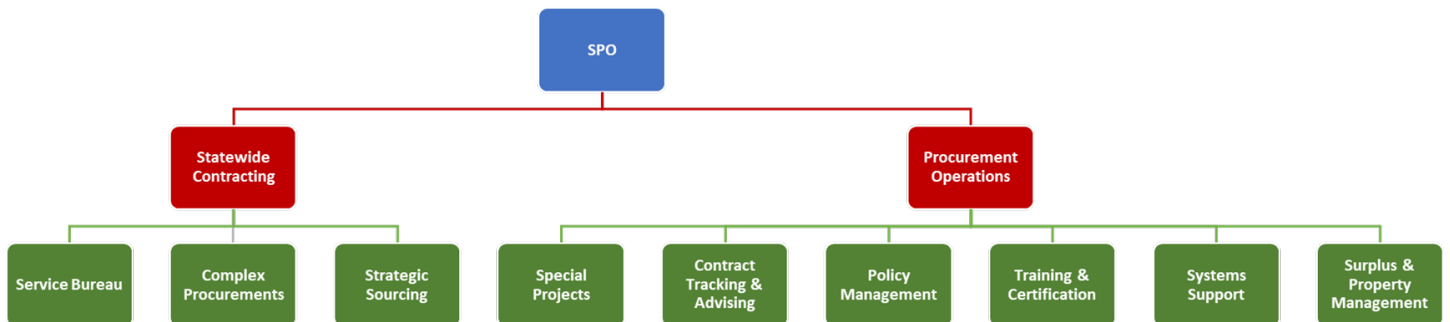 SPO
Statewide
Contracting
Procurement
Operations
Service Bureau
Complex
Procurements
Strategic
Sourcing
Special
Projects
Contract
Tracking &
Advising
Policy
Management
Training &
Certification
Systems
Support
Surplus &
Property
Management